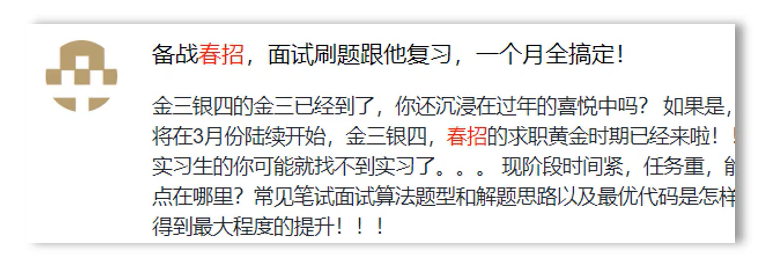 备战春招，面试刷题跟他复习，一个月全搞定！
金三银四的金三已经到了，你还沉浸在过年的喜悦中吗？ 如果是，
将在3月份陆续开始，金三银四，春招的求职黄金时期已经来啦！！
实习生的你可能就找不到实习了。。。 现阶段时间紧，任务重，能
点在哪里？常见笔试面试算法题型和解题思路以及最优代码是怎样
得到最大程度的提升！！！